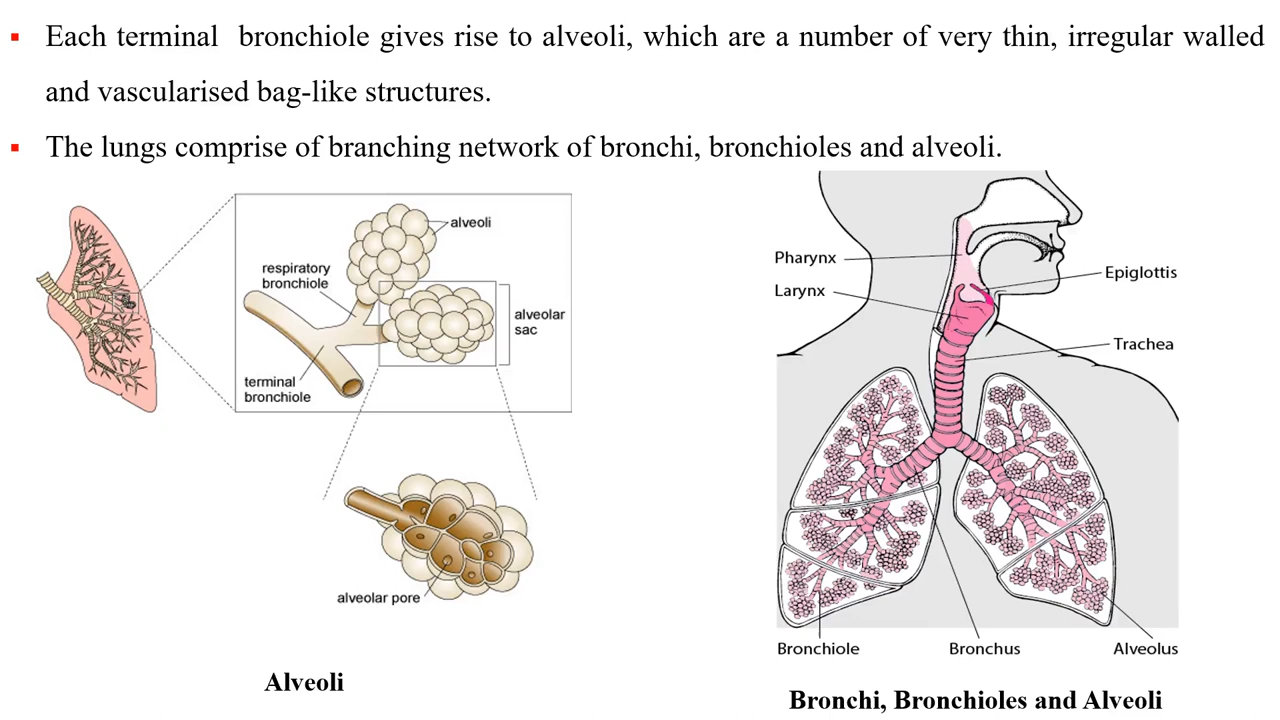 Each terminal bronchiole gives rise to alveoli, which are a number of very thin, irregular walled
and vascularised bag-like structures.
The lungs comprise of branching network of bronchi, bronchioles and alveoli.
alveoli
respiratory
bronchiole
alveolar
sac
terminal
bronchiole
alveolar pore
Alveoli
Pharynx
Larynx
Epiglottis
Trachea
Bronchiole
Bronchus
Alveolus
Bronchi, Bronchioles and Alveoli